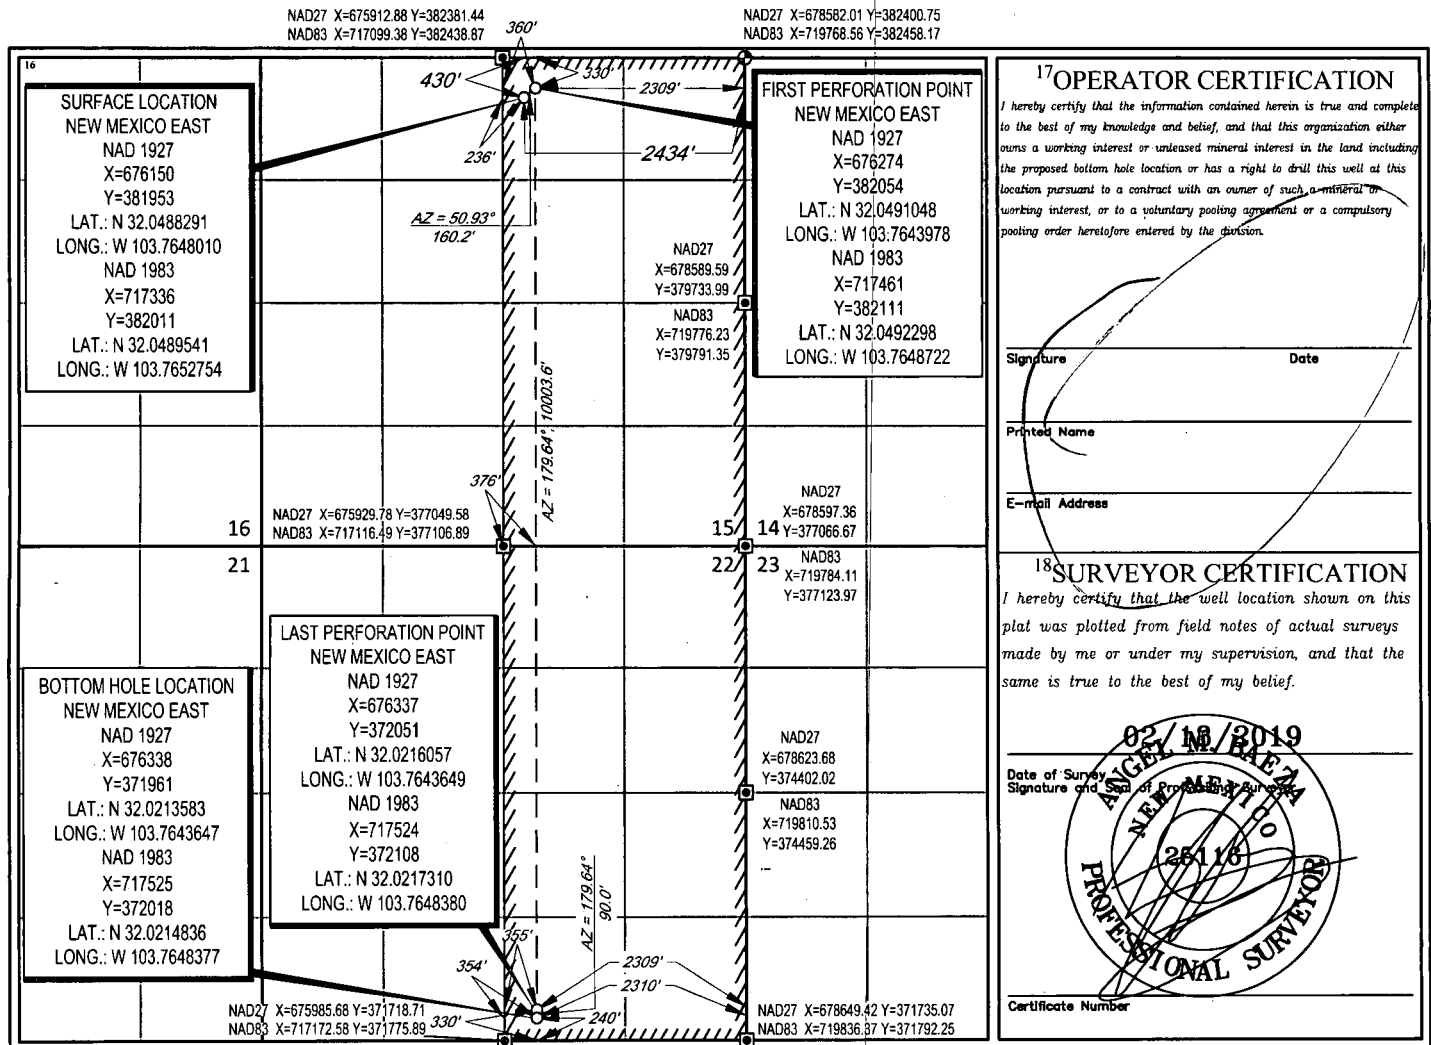 NAD27 X=675912.88 Y=382381.44
NAD83 X=717099.38 Y=382438.87
NAD27 X=678582.01 Y=382400.75
NAD83 X=719768.56 Y=382458.17
360'
16
430'
330'
2309'
236'
2434'
AZ = 50.93°
160.2'
SURFACE LOCATION
NEW MEXICO EAST
NAD 1927
X=676150
Y=381953
LAT.: N 32.0488291
LONG.: W 103.7648010
NAD 1983
X=717336
Y=382011
LAT.: N 32.0489541
LONG.: W 103.7652754
FIRST PERFORATION POINT
NEW MEXICO EAST
NAD 1927
X=676274
Y=382054
LAT.: N 32.0491048
LONG.: W 103.7643978
NAD 1983
X=717461
Y=382111
LAT.: N 32.0492298
LONG.: W 103.7648722
NAD27
X=678589.59
Y=379733.99
NAD83
X=719776.23
Y=379791.35
AZ = 179.64°, 10003.6'
376'
16
NAD27 X=675929.78 Y=377049.58
NAD83 X=717116.49 Y=377106.89
21
15
14
22
23
NAD27
X=678597.36
Y=377066.67
NAD83
X=719784.11
Y=377123.97
LAST PERFORATION POINT
NEW MEXICO EAST
NAD 1927
X=676337
Y=372051
LAT.: N 32.0216057
LONG.: W 103.7643649
NAD 1983
X=717524
Y=372108
LAT.: N 32.0217310
LONG.: W 103.7648380
BOTTOM HOLE LOCATION
NEW MEXICO EAST
NAD 1927
X=676338
Y=371961
LAT.: N 32.0213583
LONG.: W 103.7643647
NAD 1983
X=717525
Y=372018
LAT.: N 32.0214836
LONG.: W 103.7648377
NAD27
X=678623.68
Y=374402.02
NAD83
X=719810.53
Y=374459.26
AZ = 179.64°
90.0'
355'
354'
2309'
2310'
330'
240'
NAD27 X=675985.68 Y=371718.71
NAD83 X=717172.58 Y=371775.89
NAD27 X=678649.42 Y=371735.07
NAD83 X=719836.37 Y=371792.25
17 OPERATOR CERTIFICATION
I hereby certify that the information contained herein is true and complete
to the best of my knowledge and belief, and that this organization either
owns a working interest or unleased mineral interest in the land including
the proposed bottom hole location or has a right to drill this well at this
location pursuant to a contract with an owner of such a mineral or
working interest, or to a voluntary pooling agreement or a compulsory
pooling order heretofore entered by the division.
Signature Date
Printed Name
E-mail Address
18 SURVEYOR CERTIFICATION
I hereby certify that the well location shown on this
plat was plotted from field notes of actual surveys
made by me or under my supervision, and that the
same is true to the best of my belief.
02/13/2019
Date of Survey
Signature and Seal of Professional Surveyor
ANGEL M. BAEZA
NEW MEXICO
25116
PROFESSIONAL SURVEYOR
Certificate Number